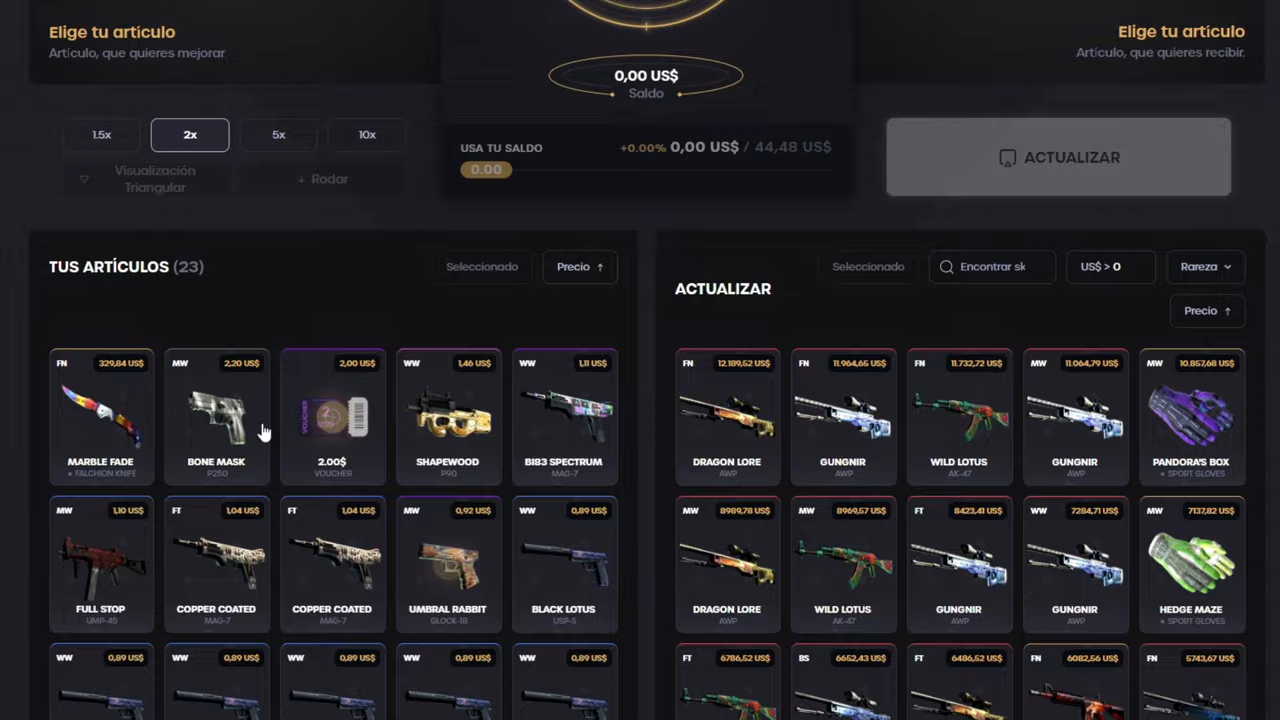 Elige tu artículo
Artículo, que quieres mejorar
Elige tu artículo
Artículo, que quieres recibir.
0,00 US$
Saldo
1.5x
2x
5x
10x
Visualización
Triangular
Rodar
USA TU SALDO
+0.00% 0,00 US$ / 44,48 US$
0.00
ACTUALIZAR
TUS ARTÍCULOS (23)
Seleccionado
Precio ↑
ACTUALIZAR
Seleccionado
Encontrar sk
US$ > 0
Rareza
Precio ↑
FN 329,84 US$
MARBLE FADE
★ FALCHION KNIFE
MW 2,20 US$
BONE MASK
P250
2,00 US$
VOUCHER
2.00$
VOUCHER
WW 1,46 US$
SHAPEWOOD
P90
WW 1,11 US$
BI83 SPECTRUM
MAG-7
FN 12.189,52 US$
DRAGON LORE
AWP
FN 11.964,65 US$
GUNGNIR
AWP
FN 11.732,72 US$
WILD LOTUS
AK-47
MW 11.064,79 US$
GUNGNIR
AWP
MW 10.857,68 US$
PANDORA'S BOX
★ SPORT GLOVES
MW 1,10 US$
FULL STOP
UMP-45
FT 1,04 US$
COPPER COATED
MAG-7
FT 1,04 US$
COPPER COATED
MAG-7
MW 0,92 US$
UMBRAL RABBIT
GLOCK-18
WW 0,89 US$
BLACK LOTUS
USP-S
MW 8989,78 US$
DRAGON LORE
AWP
MW 8969,57 US$
WILD LOTUS
AK-47
FT 8423,41 US$
GUNGNIR
AWP
WW 7284,71 US$
GUNGNIR
AWP
MW 7137,82 US$
HEDGE MAZE
★ SPORT GLOVES
WW 0,89 US$
WW 0,89 US$
WW 0,89 US$
WW 0,89 US$
WW 0,89 US$
FT 6786,52 US$
BS 6652,43 US$
FT 6486,52 US$
FN 6082,56 US$
FN 5743,67 US$